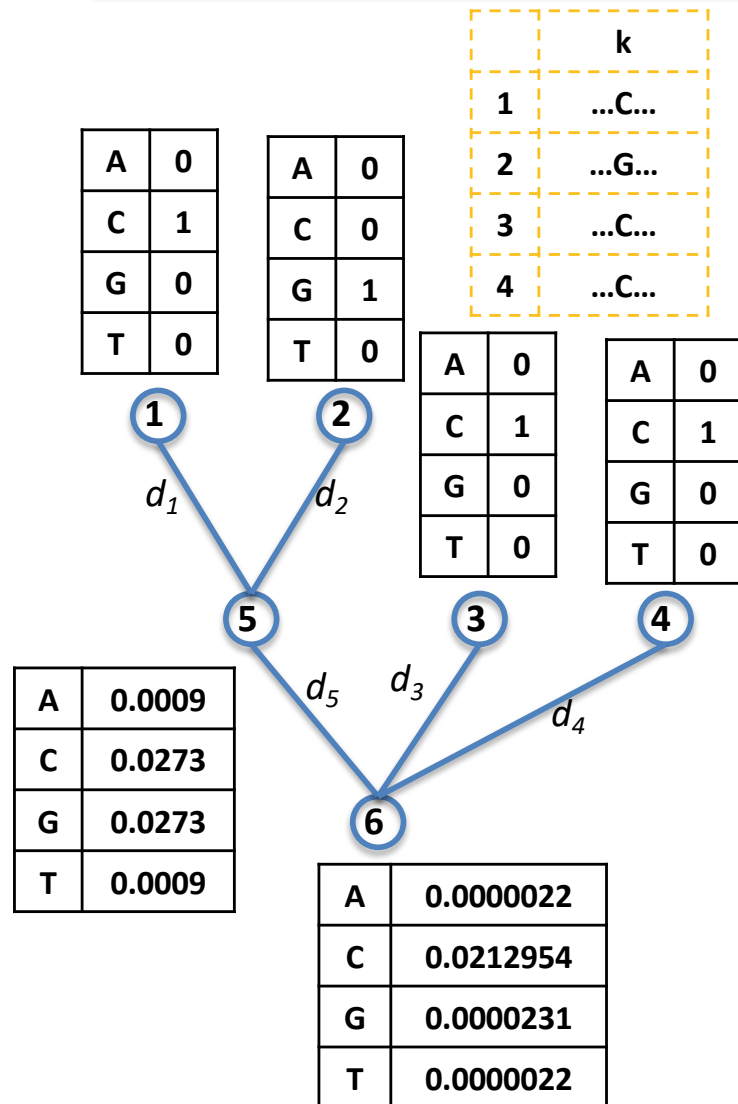 k
1 ...C...
2 ...G...
3 ...C...
4 ...C...
A 0
C 1
G 0
T 0
A 0
C 0
G 1
T 0
A 0
C 1
G 0
T 0
A 0
C 1
G 0
T 0
1
2
d1
d2
5
3
4
d5
d3
d4
A 0.0009
C 0.0273
G 0.0273
T 0.0009
6
A 0.0000022
C 0.0212954
G 0.0000231
T 0.0000022